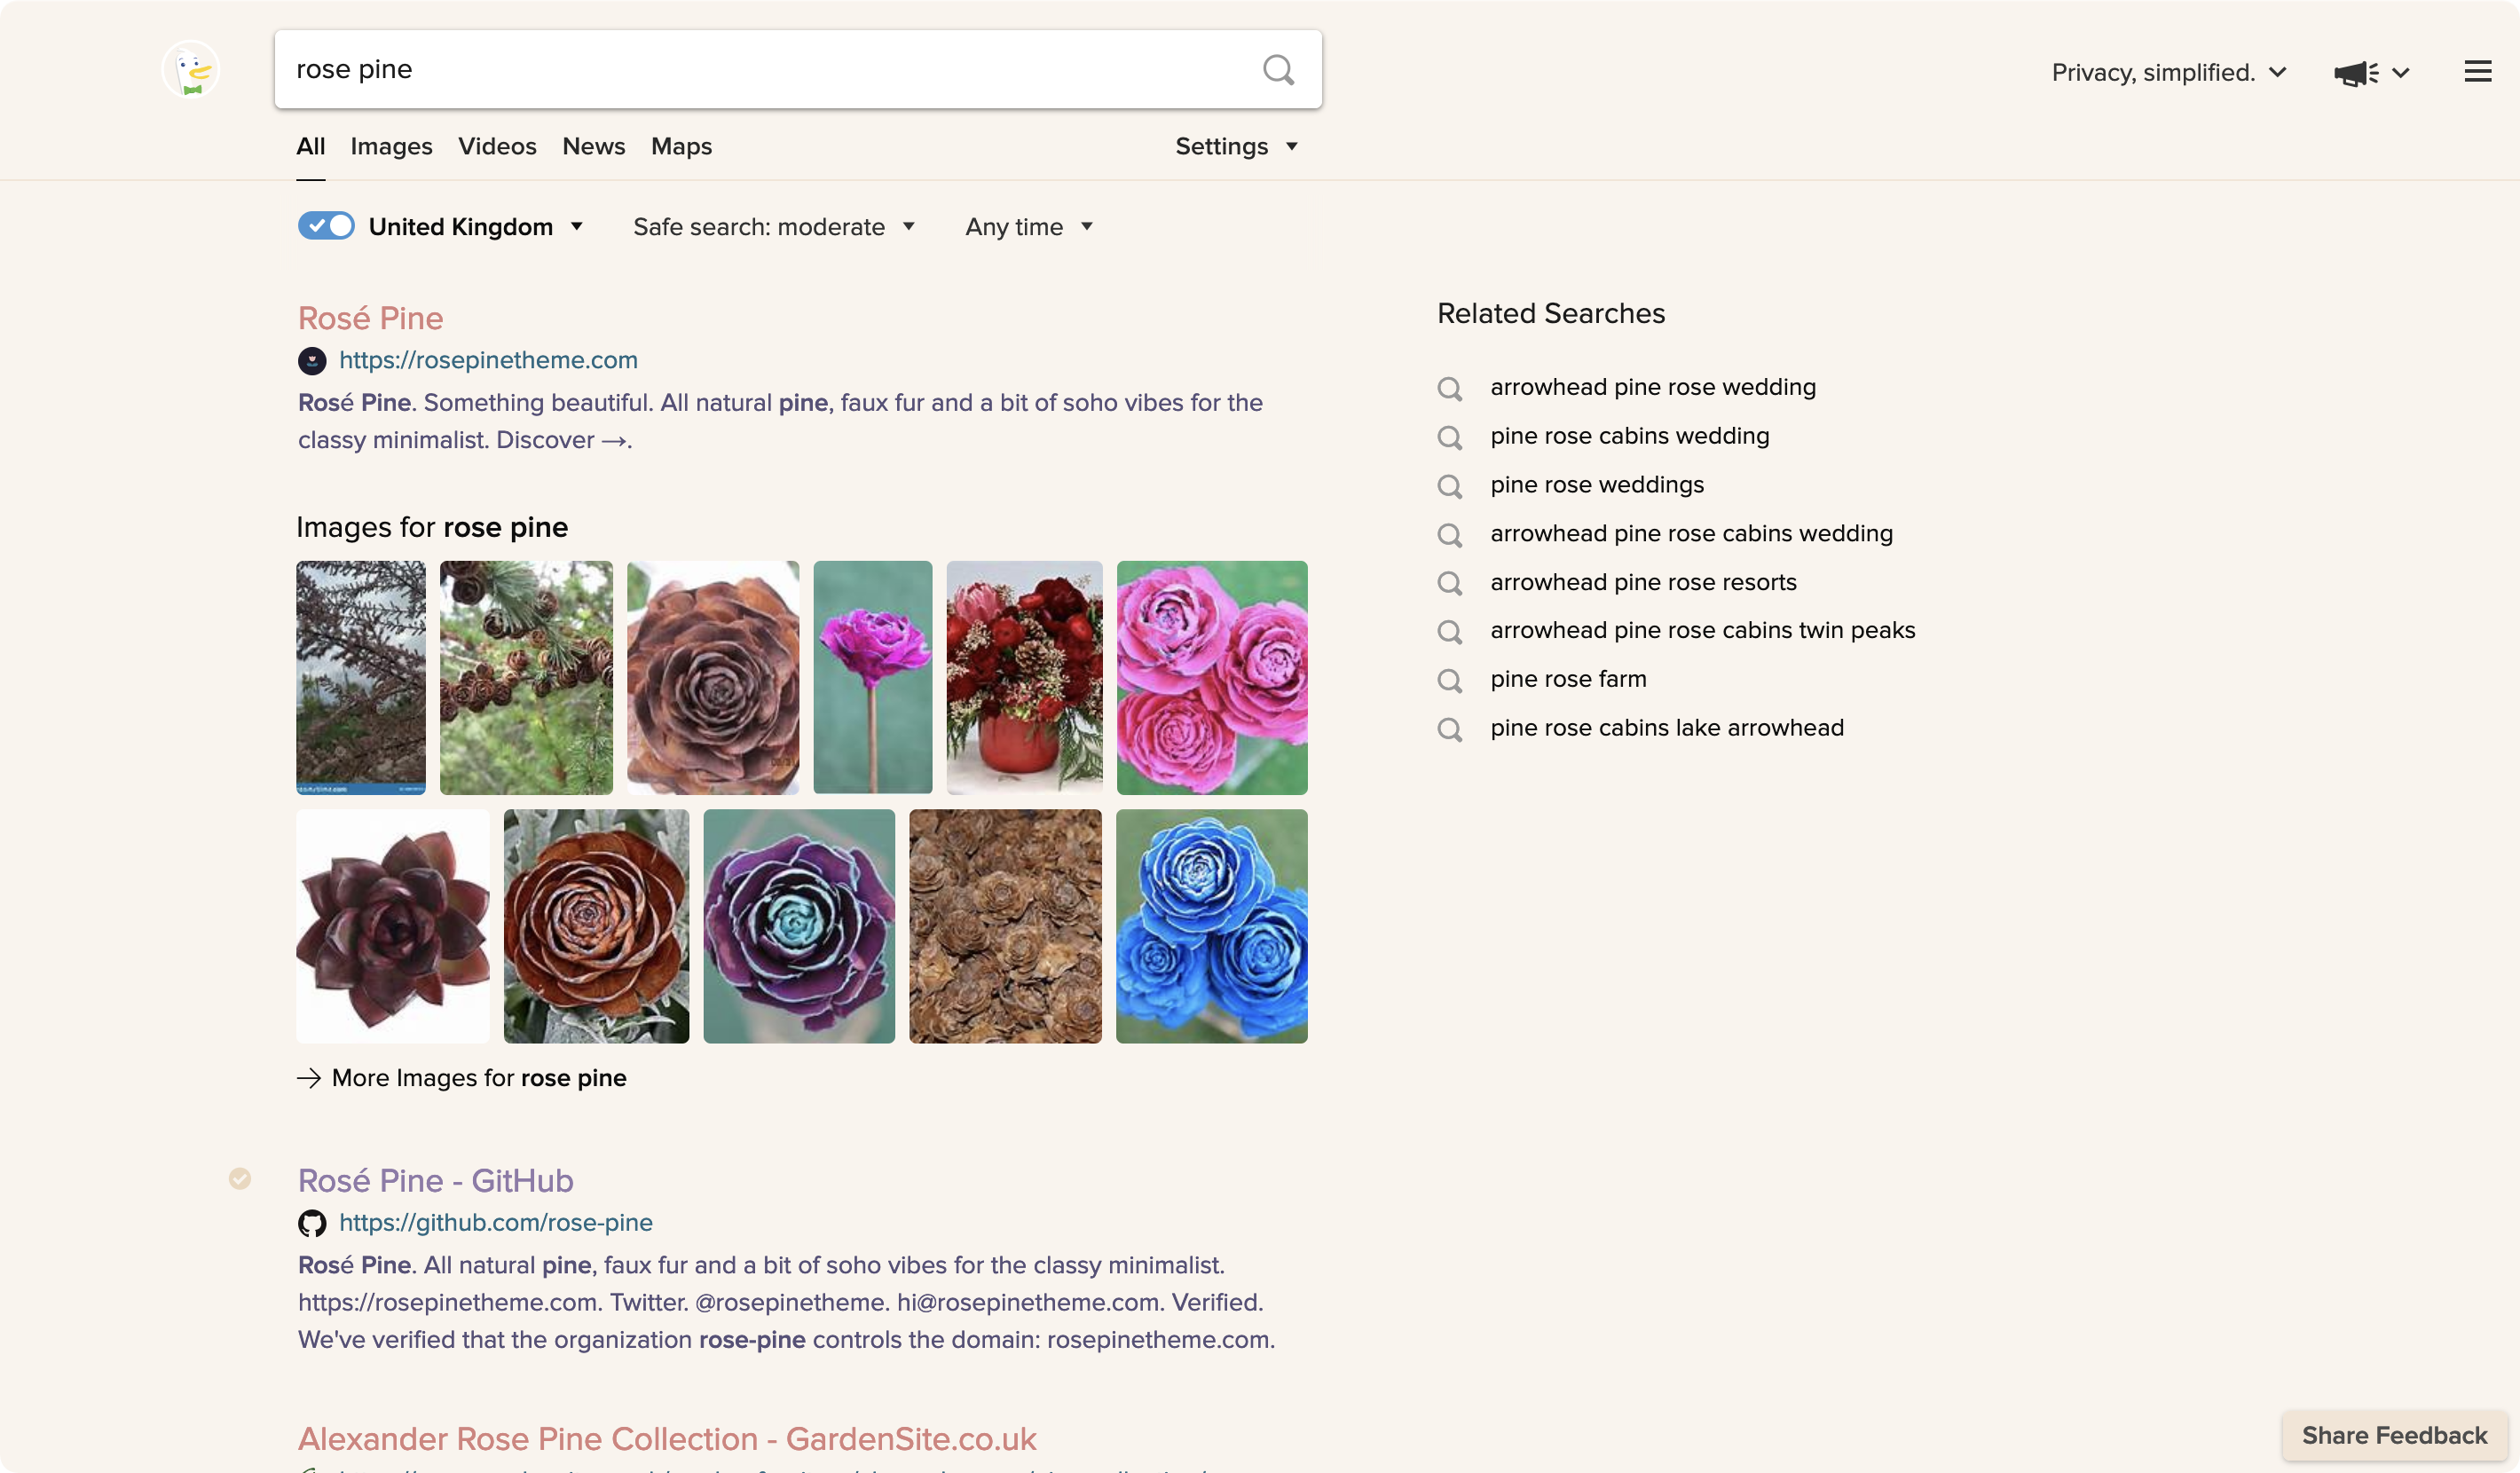 rose pine
Privacy, simplified.
All Images Videos News Maps Settings
United Kingdom Safe search: moderate Any time
Rosé Pine
https://rosepinetheme.com
Rosé Pine. Something beautiful. All natural pine, faux fur and a bit of soho vibes for the
classy minimalist. Discover →.
Images for rose pine
More Images for rose pine
Related Searches
arrowhead pine rose wedding
pine rose cabins wedding
pine rose weddings
arrowhead pine rose cabins wedding
arrowhead pine rose resorts
arrowhead pine rose cabins twin peaks
pine rose farm
pine rose cabins lake arrowhead
Rosé Pine - GitHub
https://github.com/rose-pine
Rosé Pine. All natural pine, faux fur and a bit of soho vibes for the classy minimalist.
https://rosepinetheme.com. Twitter. @rosepinetheme. hi@rosepinetheme.com. Verified.
We've verified that the organization rose-pine controls the domain: rosepinetheme.com.
Alexander Rose Pine Collection - GardenSite.co.uk
Share Feedback